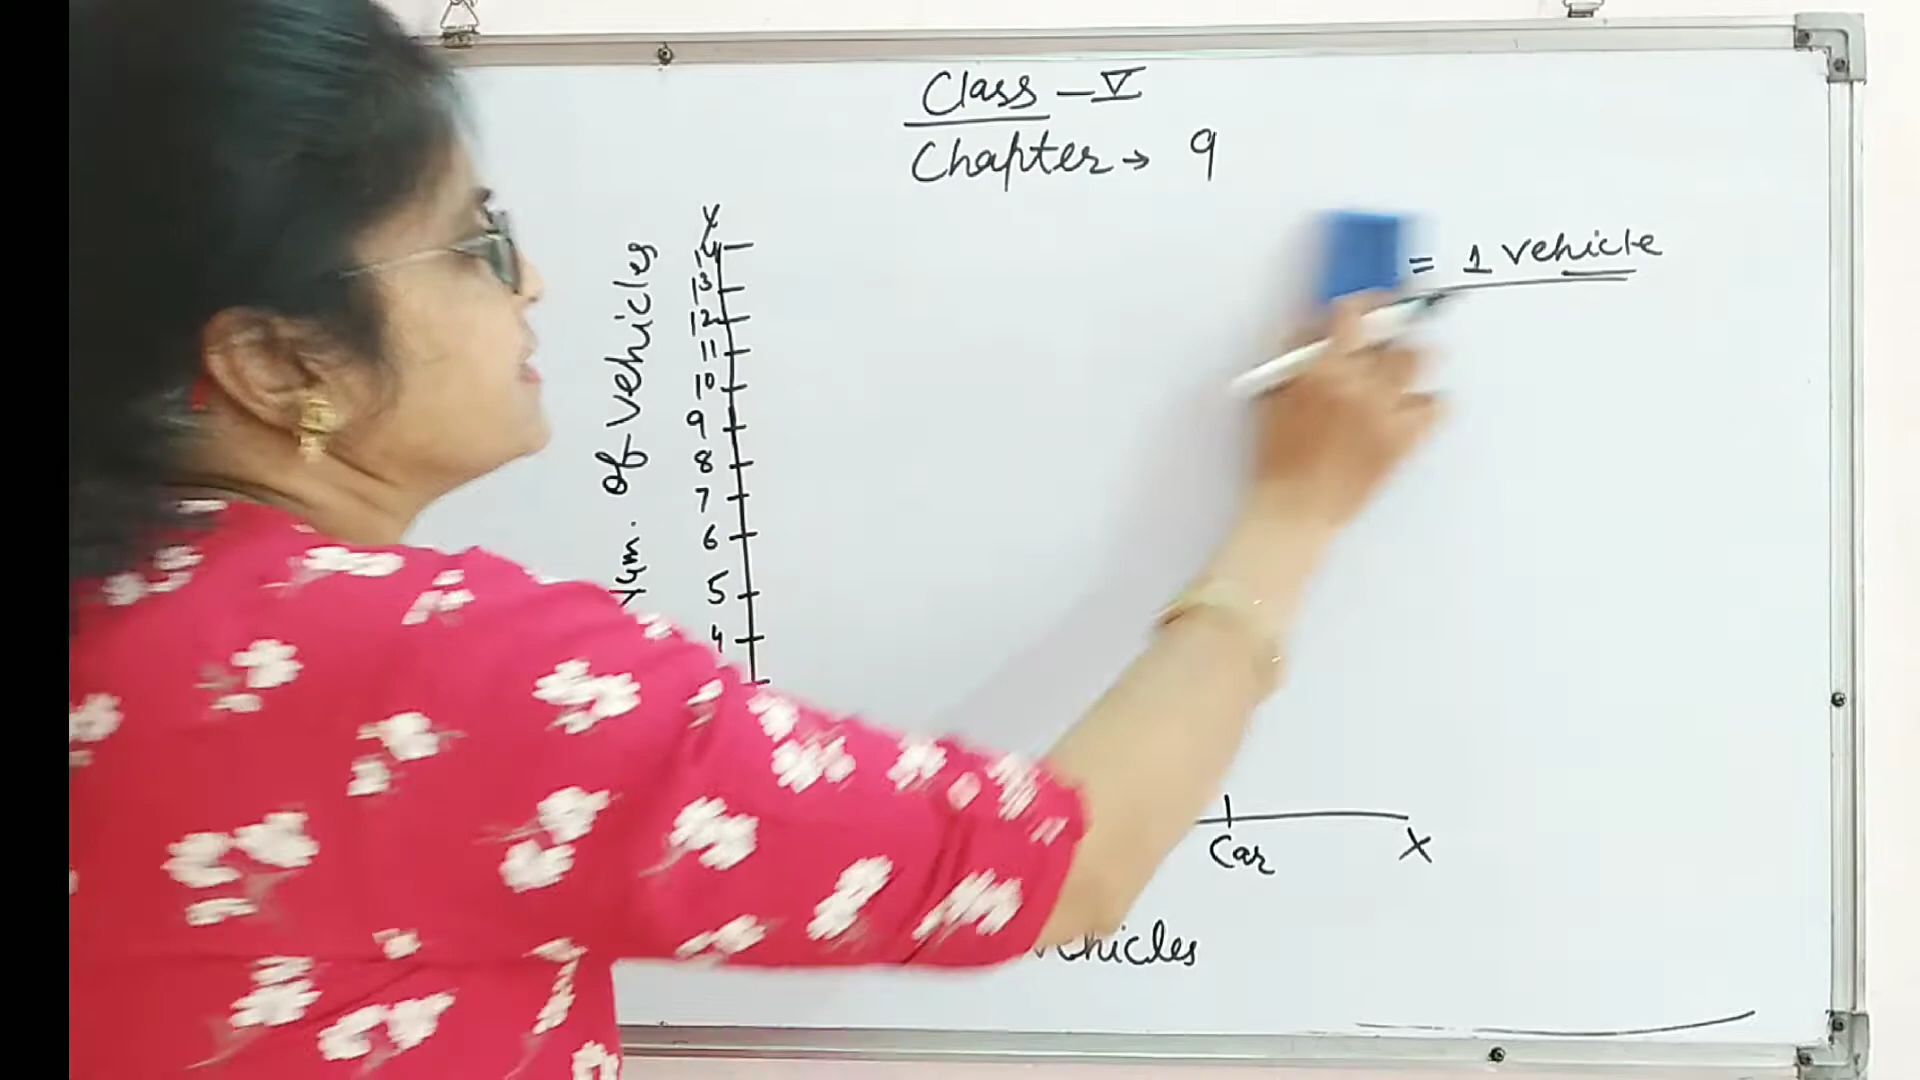 Class - V
Chapter → 9
= 1 vehicle
of vehicles
Y
14
13
12
11
10
9
8
7
6
5
4
Car
X
vehicles